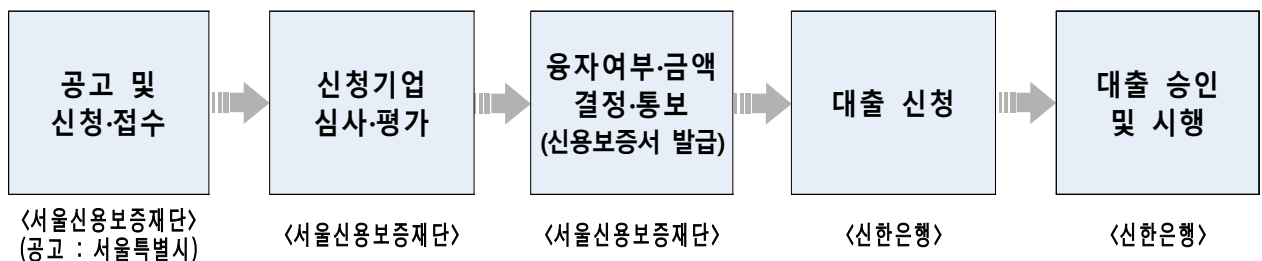 공고 및
신청·접수
신청기업
심사·평가
융자여부·금액
결정·통보
(신용보증서 발급)
대출 신청
대출 승인
및 시행
<서울신용보증재단>
(공고 : 서울특별시)
<서울신용보증재단>
<서울신용보증재단>
<신한은행>
<신한은행>